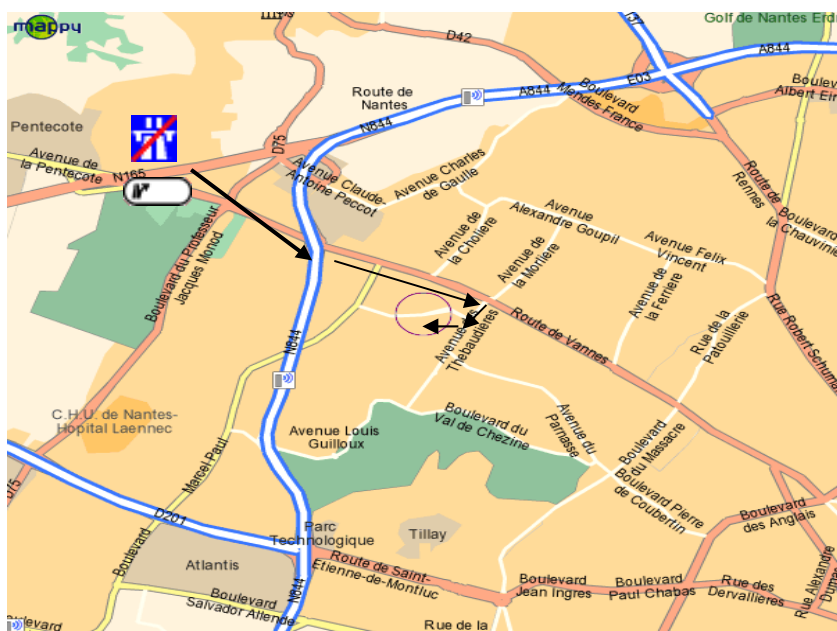 mappy
Golf de Nantes Erdr
D37
D42
A844
E03
A844
Boulevard
Mendes France
Boulev
Albert Ein
Route de
Nantes
N844
Pentecote
D75
Avenue de
la Pentecote
N165
Avenue Claude-
Antoine Peccot
Avenue Charles
de Gaulle
Route de Boulevard
Rennes
la Chauvinie
Boulevard du Professeur
Jacques Monod
Avenue de
la Choliere
Avenue
Alexandre Goupil
Avenue de
la Morliere
Avenue Felix
Vincent
Avenue de
la Ferriere
Rue de la
Patouillerie
Rue Robert Schuma
N844
Avenue des
Thebaudieres
Route de Vannes
C.H.U. de Nantes-
Hopital Laennec
Avenue Louis
Guilloux
Boulevard du
Val de Chezine
Avenue du
Parnasse
Boulevard
du Massacre
Boulevard Pierre
de Coubertin
Boulevard
des Anglais
Marcel Paul
Boulevard
D75
D201
Parc
Technologique
Tillay
Atlantis
Route de Saint-
Etienne-de-Montluc
N844
Boulevard
Salvador Allende
Boulevard
Jean Ingres
Boulevard
Paul Chabas
Rue des
Dervallieres
Rue Alexandre
Dumas
Rue de la